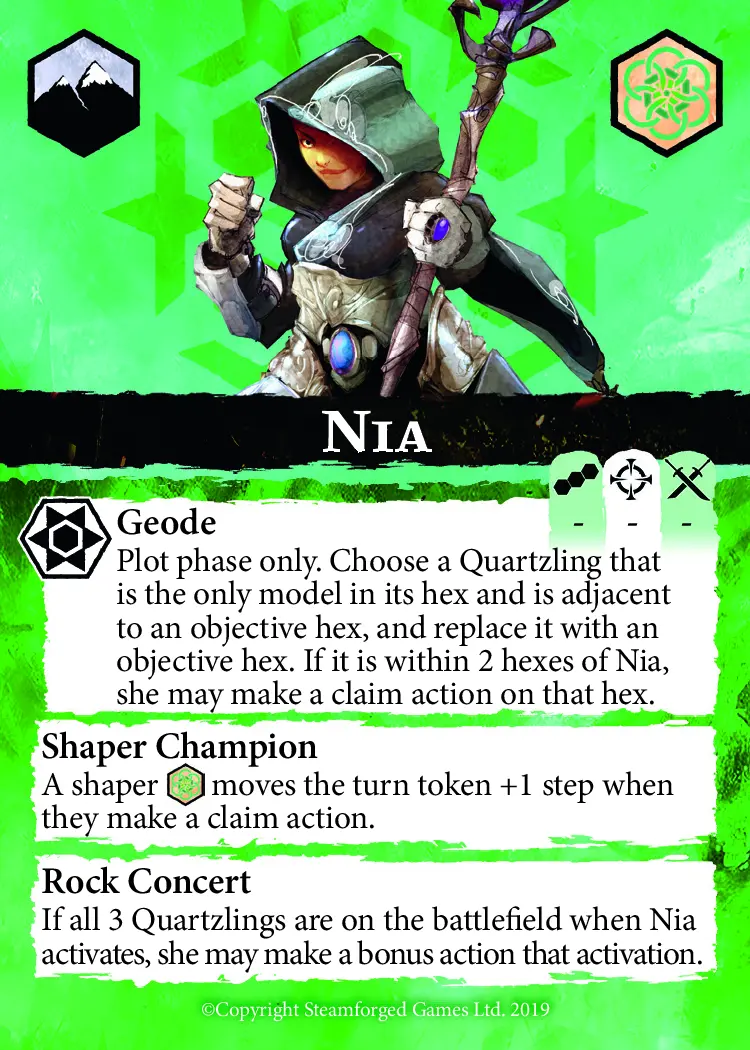 Nia
- - -
Geode
Plot phase only. Choose a Quartzling that
is the only model in its hex and is adjacent
to an objective hex, and replace it with an
objective hex. If it is within 2 hexes of Nia,
she may make a claim action on that hex.
Shaper Champion
A shaper moves the turn token +1 step when
they make a claim action.
Rock Concert
If all 3 Quartzlings are on the battlefield when Nia
activates, she may make a bonus action that activation.
©Copyright Steamforged Games Ltd. 2019